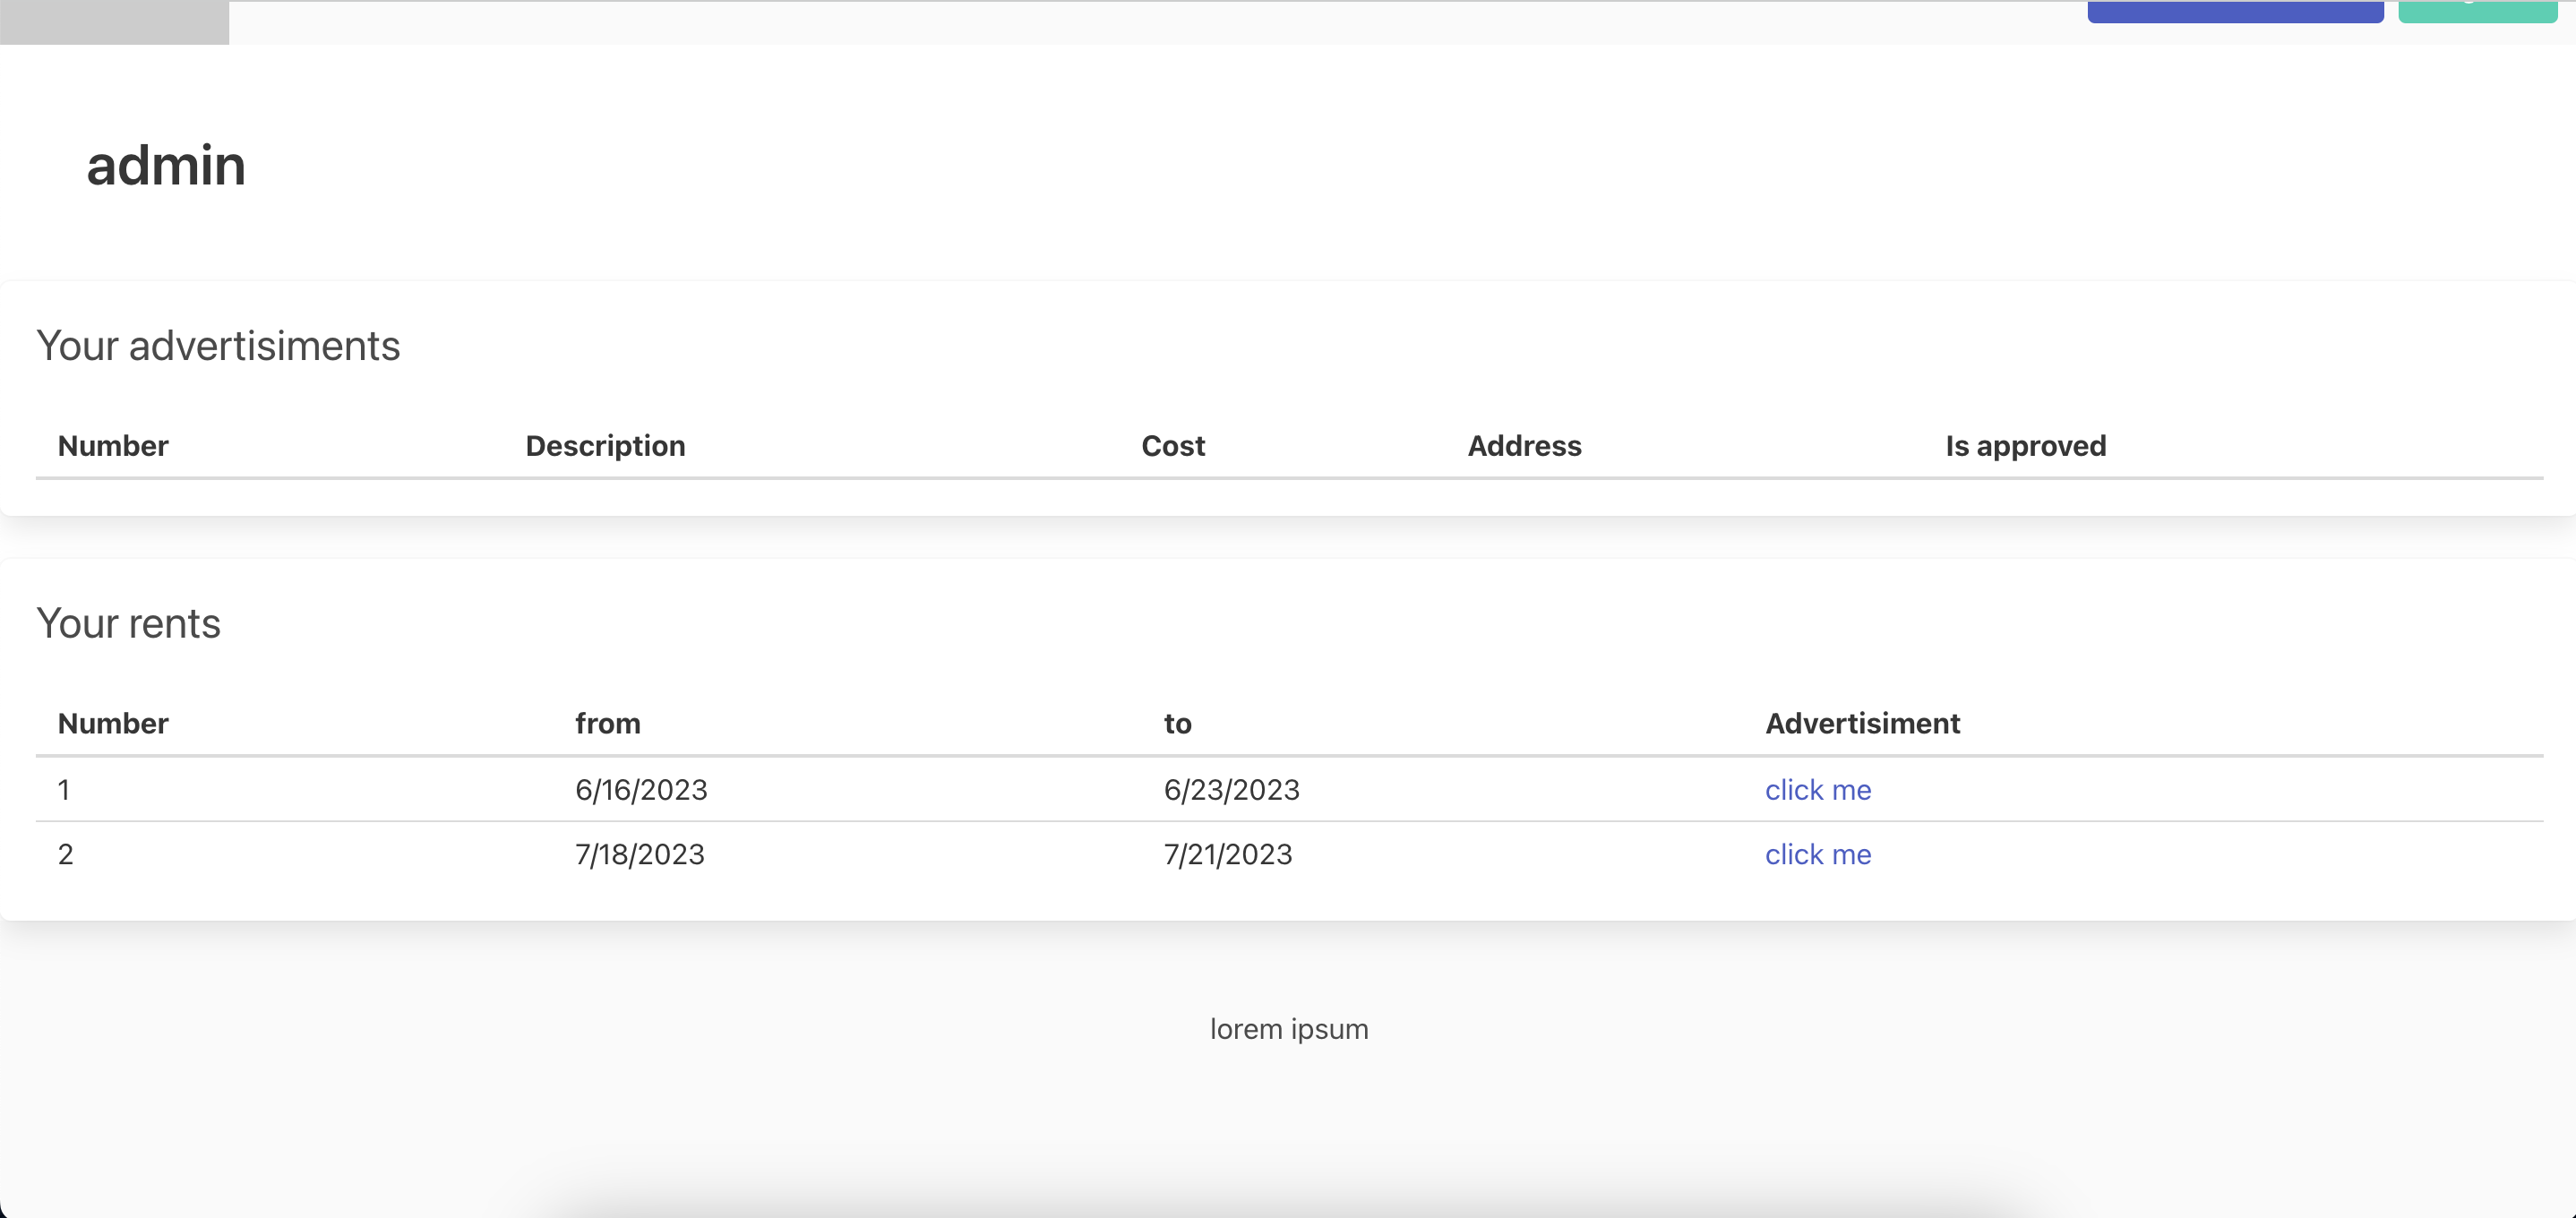 admin
Your advertisiments
Number Description Cost Address Is approved
Your rents
Number from to Advertisiment
1 6/16/2023 6/23/2023 click me
2 7/18/2023 7/21/2023 click me
lorem ipsum